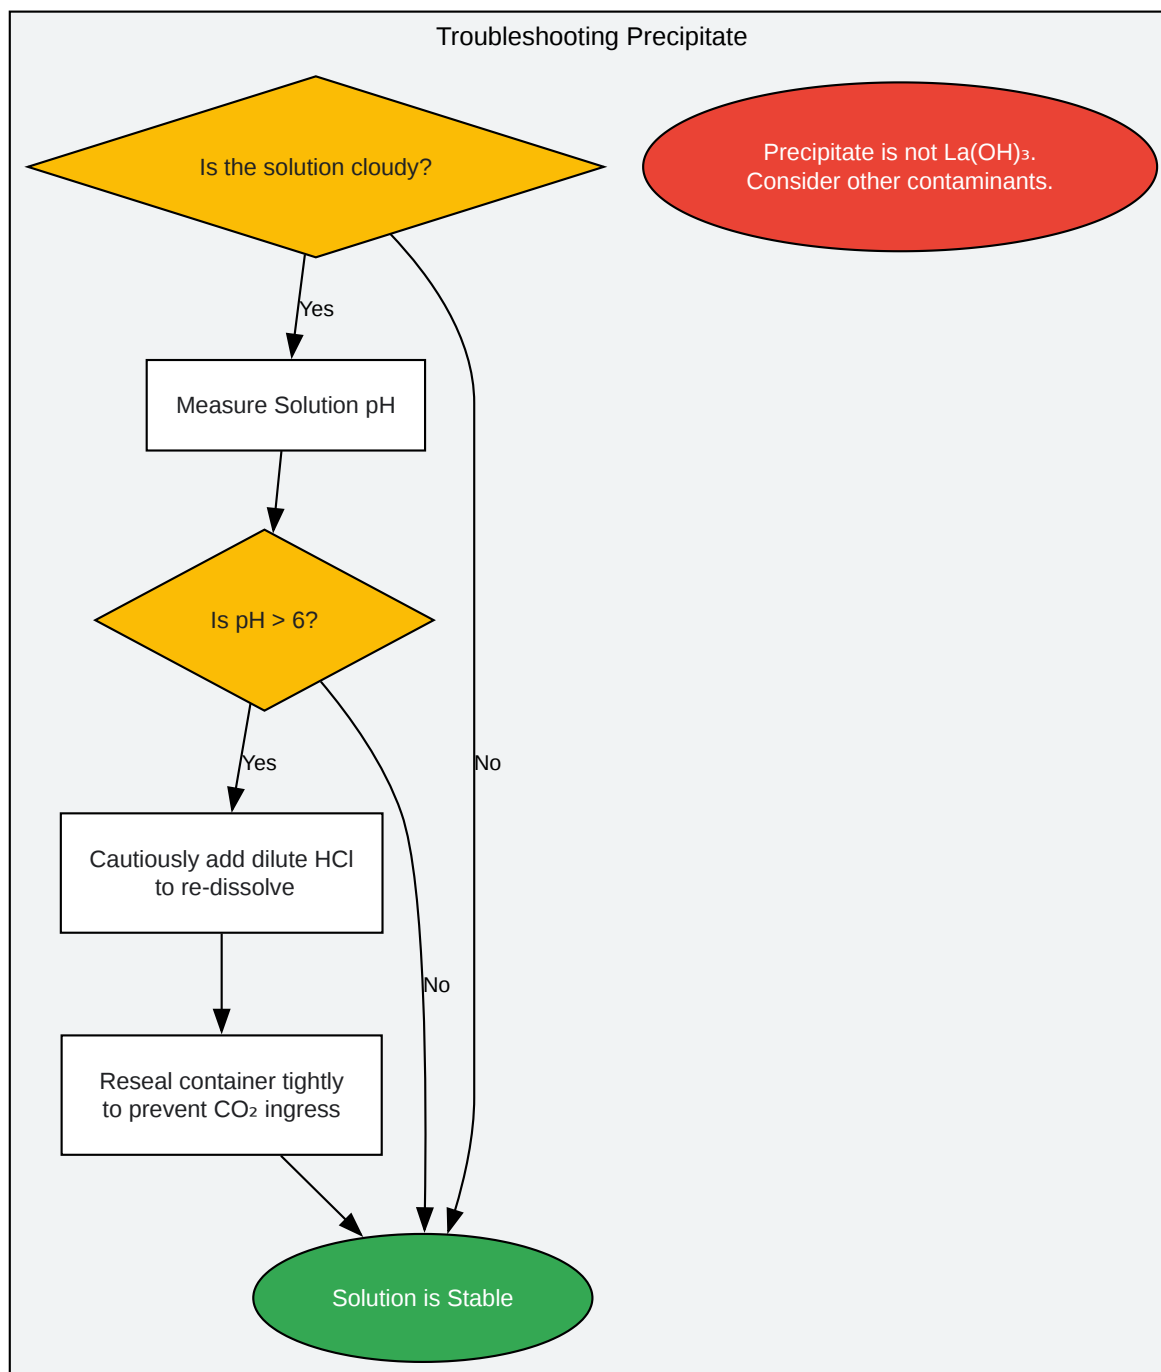 Troubleshooting Precipitate
Is the solution cloudy?
Precipitate is not La(OH)₃.
Consider other contaminants.
Yes
Measure Solution pH
Is pH > 6?
Yes
No
Cautiously add dilute HCl
to re-dissolve
No
Reseal container tightly
to prevent CO₂ ingress
Solution is Stable